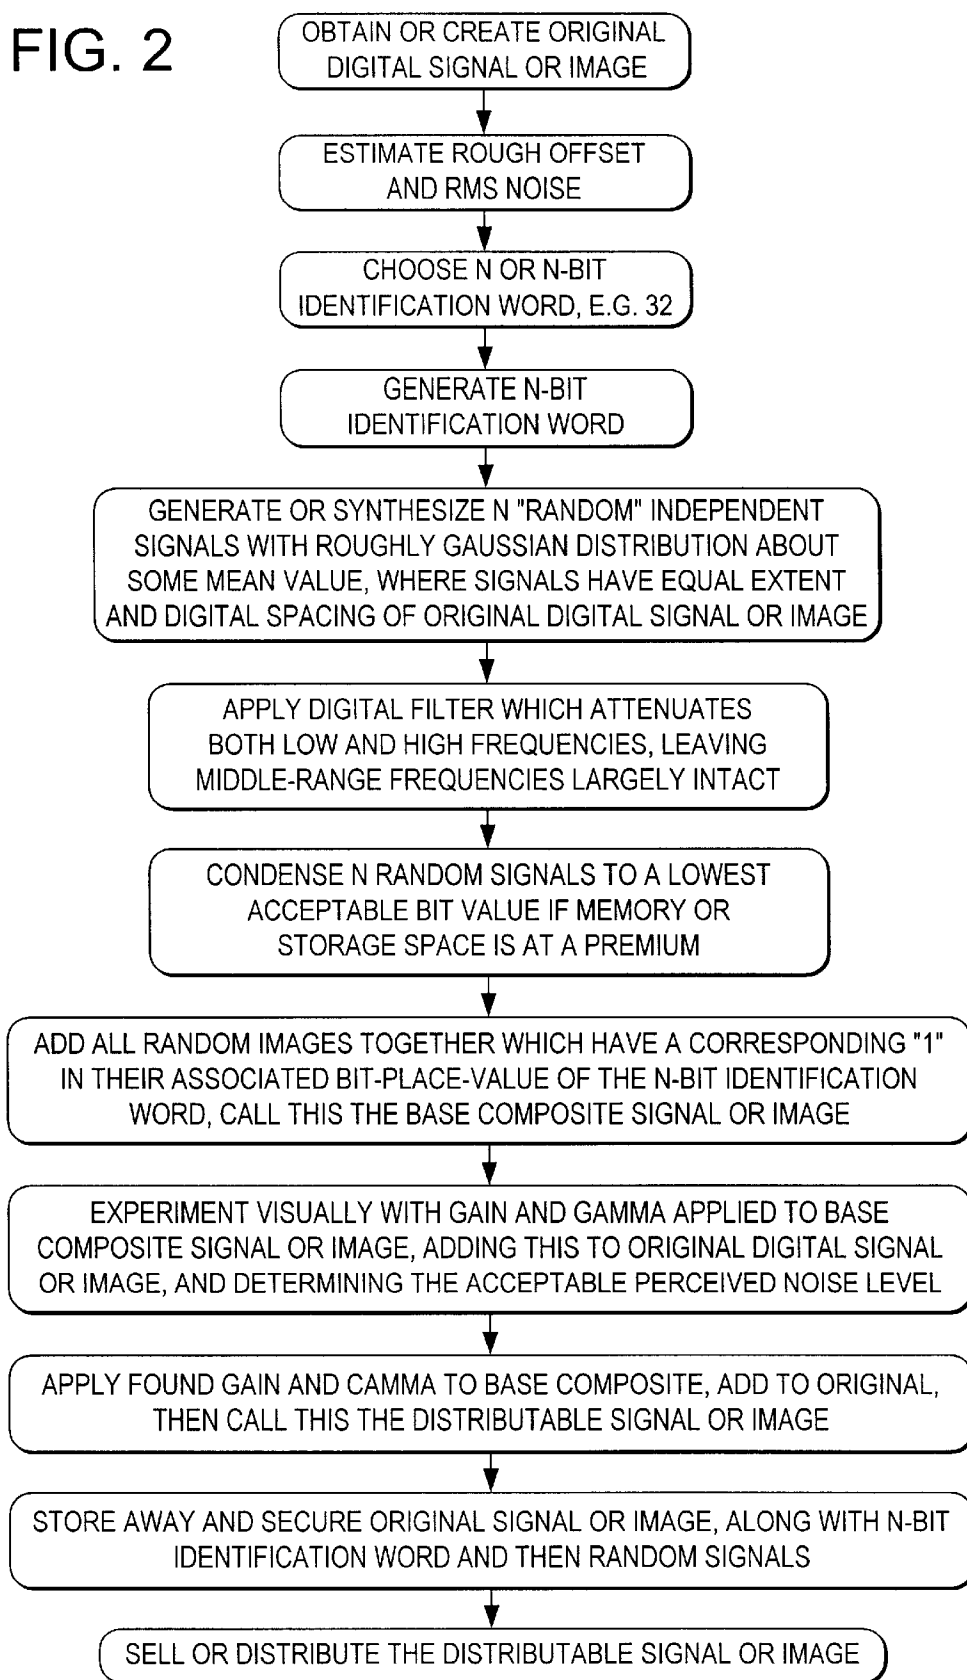 FIG. 2
OBTAIN OR CREATE ORIGINAL
DIGITAL SIGNAL OR IMAGE
ESTIMATE ROUGH OFFSET
AND RMS NOISE
CHOOSE N OR N-BIT
IDENTIFICATION WORD, E.G. 32
GENERATE N-BIT
IDENTIFICATION WORD
GENERATE OR SYNTHESIZE N "RANDOM" INDEPENDENT
SIGNALS WITH ROUGHLY GAUSSIAN DISTRIBUTION ABOUT
SOME MEAN VALUE, WHERE SIGNALS HAVE EQUAL EXTENT
AND DIGITAL SPACING OF ORIGINAL DIGITAL SIGNAL OR IMAGE
APPLY DIGITAL FILTER WHICH ATTENUATES
BOTH LOW AND HIGH FREQUENCIES, LEAVING
MIDDLE-RANGE FREQUENCIES LARGELY INTACT
CONDENSE N RANDOM SIGNALS TO A LOWEST
ACCEPTABLE BIT VALUE IF MEMORY OR
STORAGE SPACE IS AT A PREMIUM
ADD ALL RANDOM IMAGES TOGETHER WHICH HAVE A CORRESPONDING "1"
IN THEIR ASSOCIATED BIT-PLACE-VALUE OF THE N-BIT IDENTIFICATION
WORD, CALL THIS THE BASE COMPOSITE SIGNAL OR IMAGE
EXPERIMENT VISUALLY WITH GAIN AND GAMMA APPLIED TO BASE
COMPOSITE SIGNAL OR IMAGE, ADDING THIS TO ORIGINAL DIGITAL SIGNAL
OR IMAGE, AND DETERMINING THE ACCEPTABLE PERCEIVED NOISE LEVEL
APPLY FOUND GAIN AND CAMMA TO BASE COMPOSITE, ADD TO ORIGINAL,
THEN CALL THIS THE DISTRIBUTABLE SIGNAL OR IMAGE
STORE AWAY AND SECURE ORIGINAL SIGNAL OR IMAGE, ALONG WITH N-BIT
IDENTIFICATION WORD AND THEN RANDOM SIGNALS
SELL OR DISTRIBUTE THE DISTRIBUTABLE SIGNAL OR IMAGE